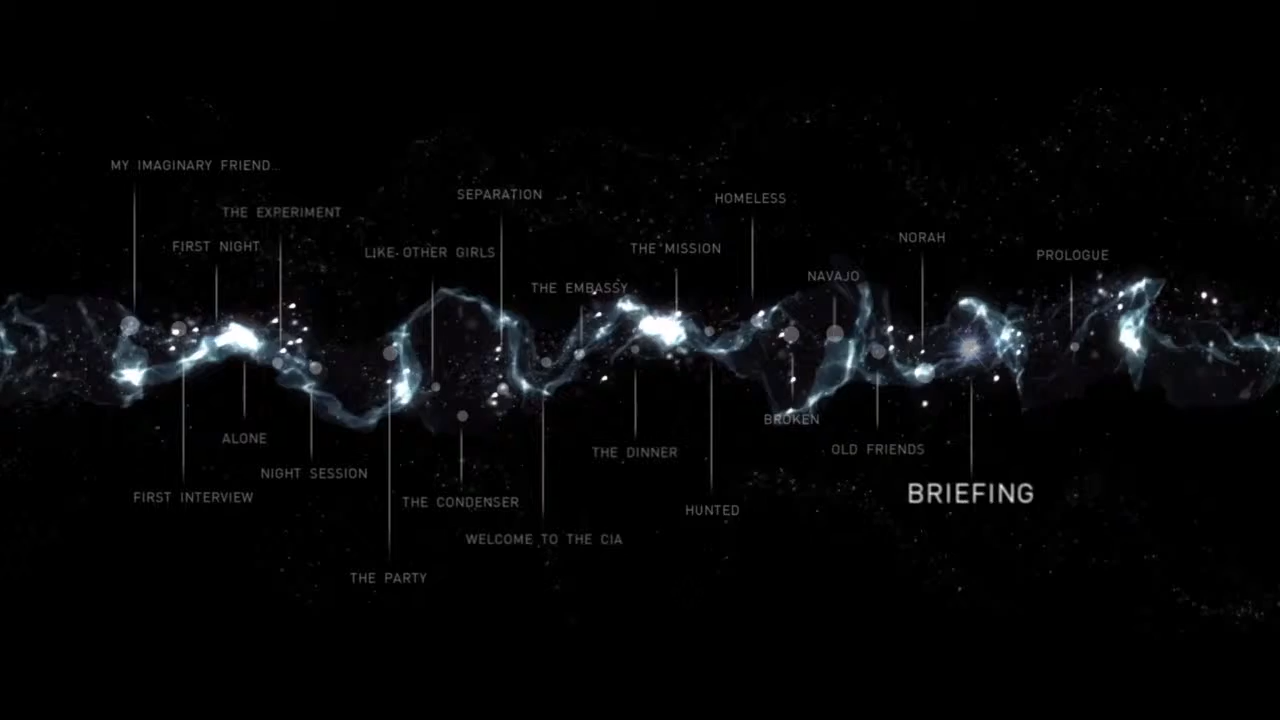 MY IMAGINARY FRIEND...
SEPARATION
HOMELESS
THE EXPERIMENT
NORAH
FIRST NIGHT
LIKE OTHER GIRLS
THE MISSION
PROLOGUE
NAVAJO
THE EMBASSY
BROKEN
ALONE
OLD FRIENDS
THE DINNER
NIGHT SESSION
BRIEFING
FIRST INTERVIEW
THE CONDENSER
HUNTED
WELCOME TO THE CIA
THE PARTY